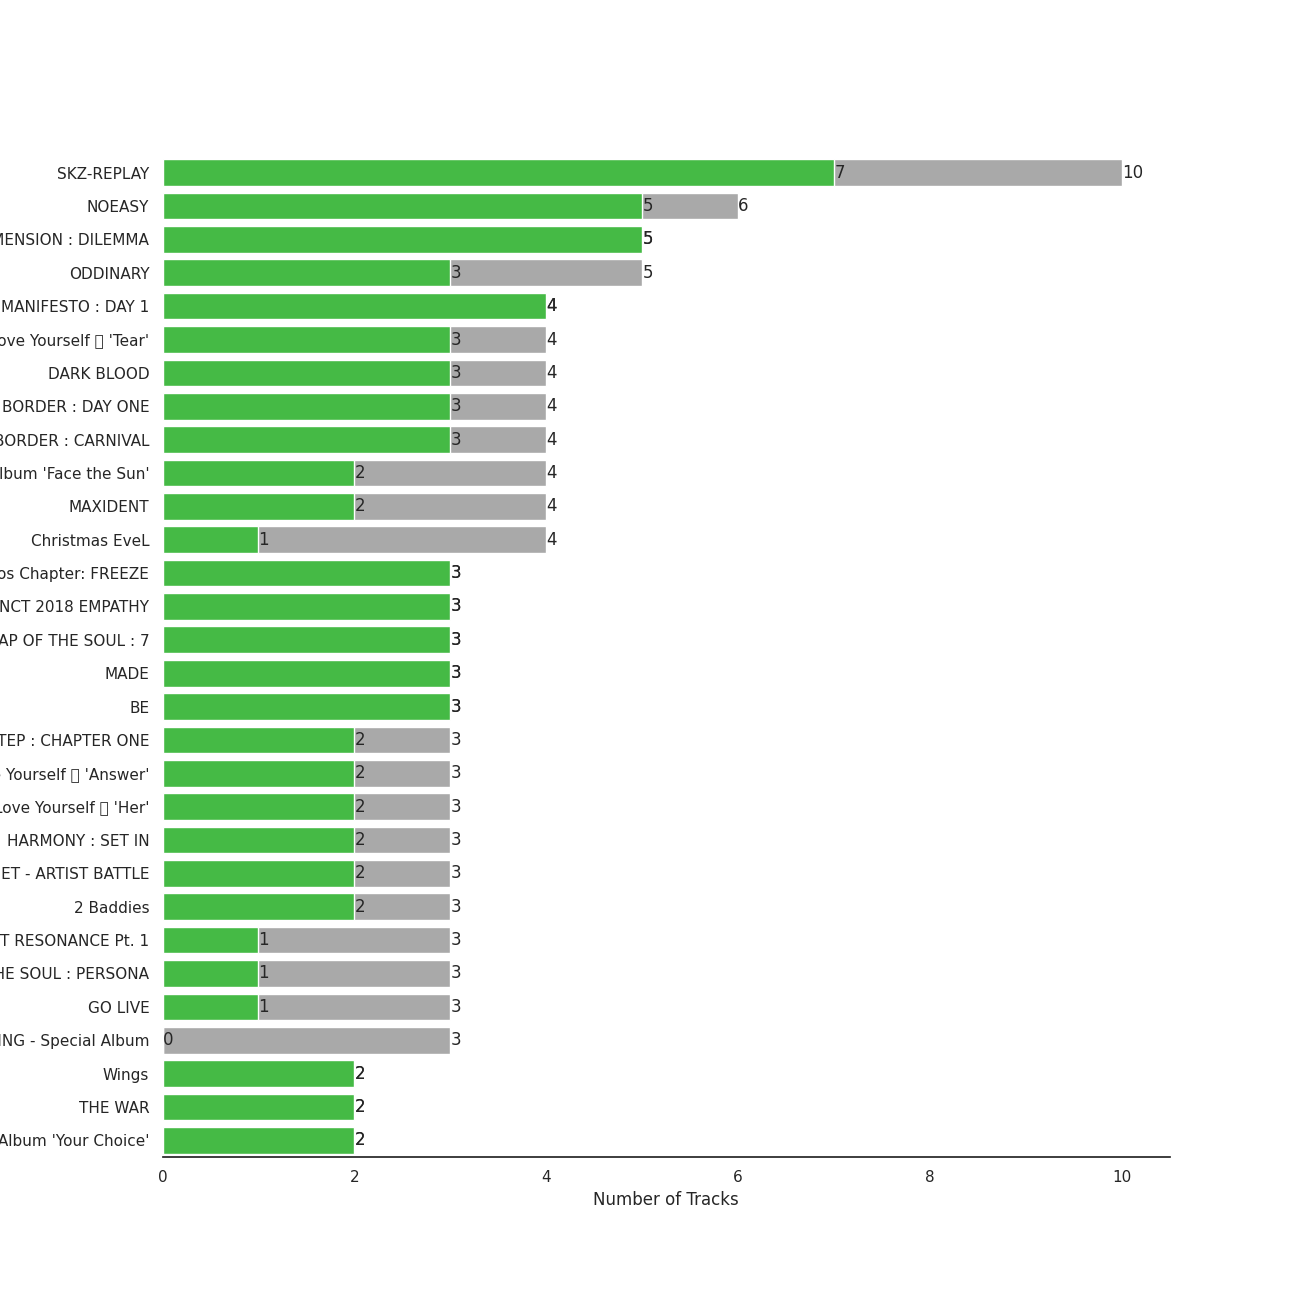 SKZ-REPLAY 7 10
NOEASY 5 6
MENSION : DILEMMA 5
ODDINARY 3 5
MANIFESTO : DAY 1 4
ove Yourself 'Tear' 3 4
DARK BLOOD 3 4
BORDER : DAY ONE 3 4
BORDER : CARNIVAL 3 4
lbum 'Face the Sun' 2 4
MAXIDENT 2 4
Christmas EveL 1 4
os Chapter: FREEZE 3
NCT 2018 EMPATHY 3
AP OF THE SOUL : 7 3
MADE 3
BE 3
TEP : CHAPTER ONE 2 3
Yourself 'Answer' 2 3
Love Yourself 'Her' 2 3
HARMONY : SET IN 2 3
ET - ARTIST BATTLE 2 3
2 Baddies 2 3
T RESONANCE Pt. 1 1 3
HE SOUL : PERSONA 1 3
GO LIVE 1 3
ING - Special Album 0 3
Wings 2
THE WAR 2
Album 'Your Choice' 2
0 2 4 6 8 10
Number of Tracks